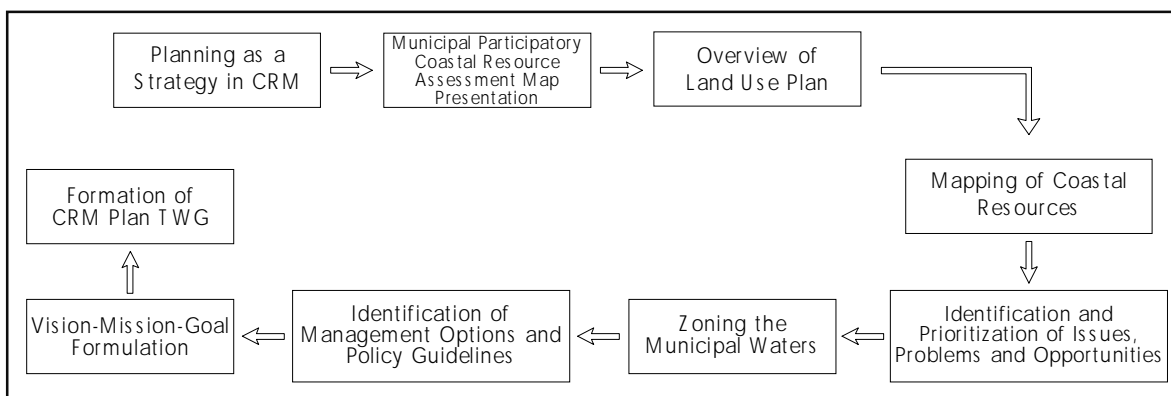 Planning as a
Strategy in CRM
Municipal Participatory
Coastal Resource
Assessment Map
Presentation
Overview of
Land Use Plan
Mapping of Coastal
Resources
Identification and
Prioritization of Issues,
Problems and Opportunities
Zoning the
Municipal Waters
Identification of
Management Options and
Policy Guidelines
Vision-Mission-Goal
Formulation
Formation of
CRM Plan TWG